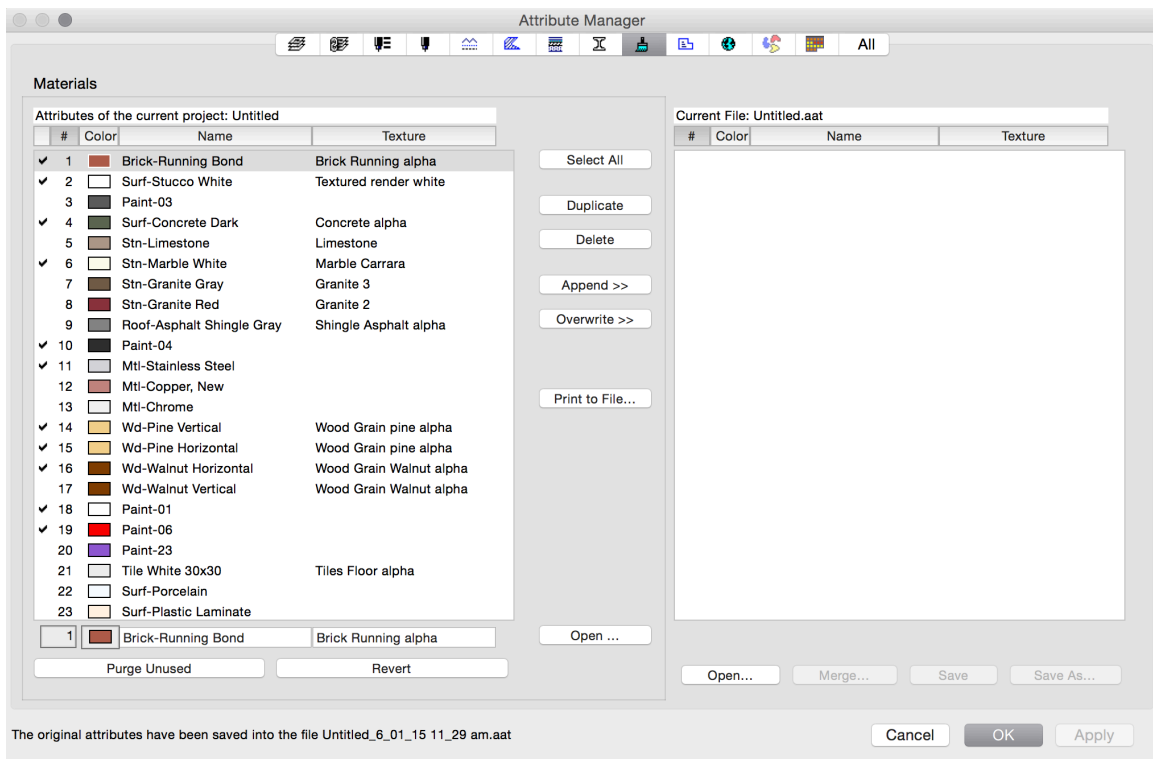 Attribute Manager
All
Materials
Attributes of the current project: Untitled
# Color Name Texture
1 Brick-Running Bond Brick Running alpha
2 Surf-Stucco White Textured render white
3 Paint-03
4 Surf-Concrete Dark Concrete alpha
5 Stn-Limestone Limestone
6 Stn-Marble White Marble Carrara
7 Stn-Granite Gray Granite 3
8 Stn-Granite Red Granite 2
9 Roof-Asphalt Shingle Gray Shingle Asphalt alpha
10 Paint-04
11 Mtl-Stainless Steel
12 Mtl-Copper, New
13 Mtl-Chrome
14 Wd-Pine Vertical Wood Grain pine alpha
15 Wd-Pine Horizontal Wood Grain pine alpha
16 Wd-Walnut Horizontal Wood Grain Walnut alpha
17 Wd-Walnut Vertical Wood Grain Walnut alpha
18 Paint-01
19 Paint-06
20 Paint-23
21 Tile White 30x30 Tiles Floor alpha
22 Surf-Porcelain
23 Surf-Plastic Laminate
1 Brick-Running Bond Brick Running alpha
Purge Unused Revert
Select All
Duplicate
Delete
Append >>
Overwrite >>
Print to File...
Open ...
Current File: Untitled.aat
# Color Name Texture
Open... Merge... Save Save As...
The original attributes have been saved into the file Untitled_6_01_15 11_29 am.aat
Cancel OK Apply